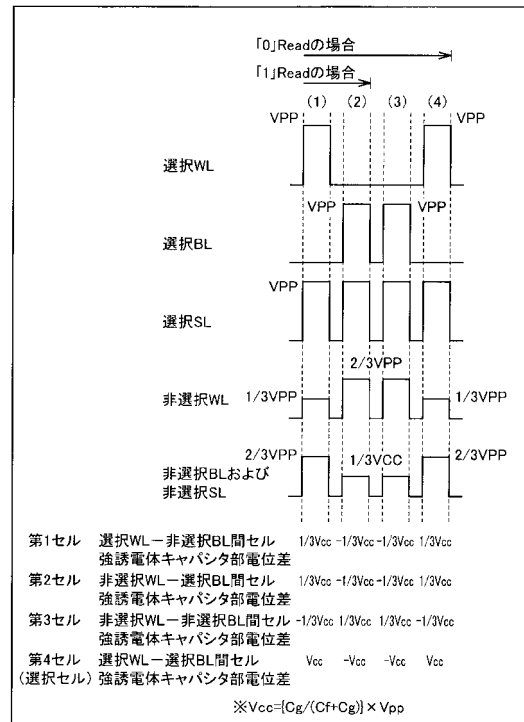 「0」Readの場合
「1」Readの場合
(1) (2) (3) (4)
VPP VPP
選択WL
VPP VPP
選択BL
VPP
選択SL
2/3VPP
非選択WL 1/3VPP 1/3VPP
2/3VPP 1/3VCC 2/3VPP
非選択BLおよび
非選択SL
第1セル 選択WL－非選択BL間セル 1/3Vcc -1/3Vcc -1/3Vcc 1/3Vcc
強誘電体キャパシタ部電位差
第2セル 非選択WL－選択BL間セル 1/3Vcc -1/3Vcc -1/3Vcc 1/3Vcc
強誘電体キャパシタ部電位差
第3セル 非選択WL－非選択BL間セル -1/3Vcc 1/3Vcc 1/3Vcc -1/3Vcc
強誘電体キャパシタ部電位差
第4セル 選択WL－選択BL間セル Vcc -Vcc -Vcc Vcc
(選択セル) 強誘電体キャパシタ部電位差
※Vcc={Cg/(Cf+Cg)}×Vpp